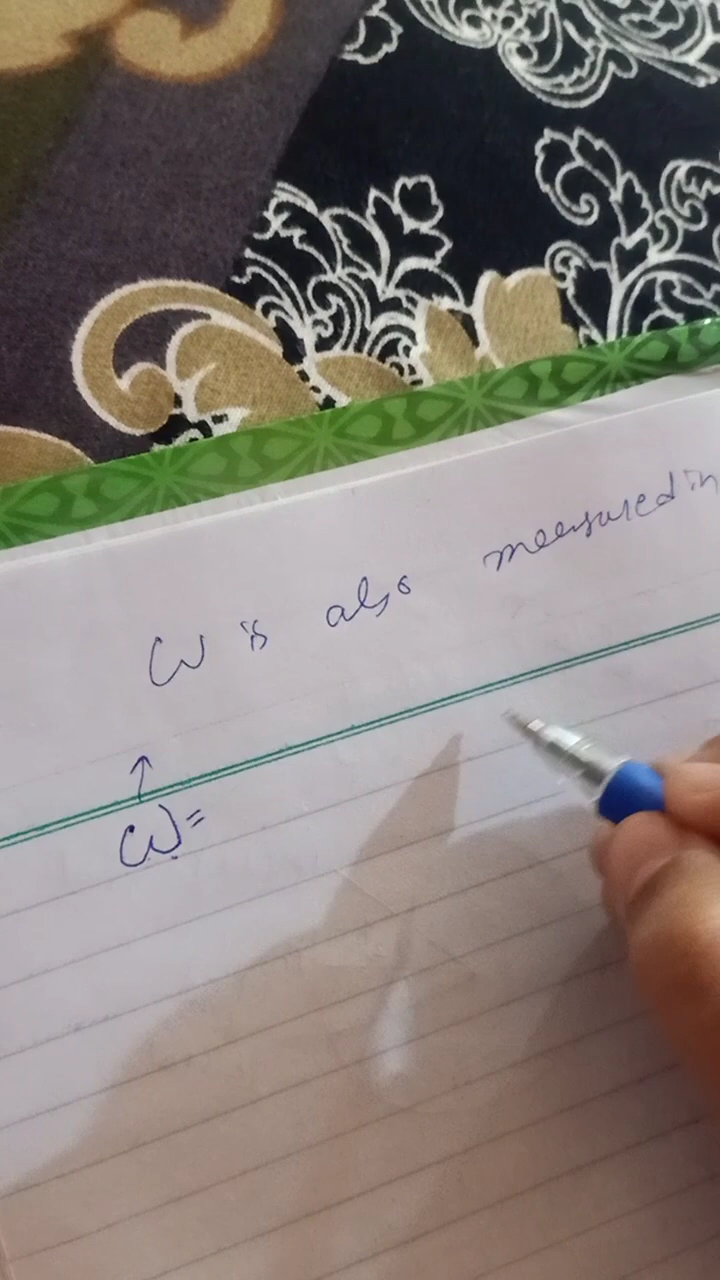 ω is also measured in
↑
ω=